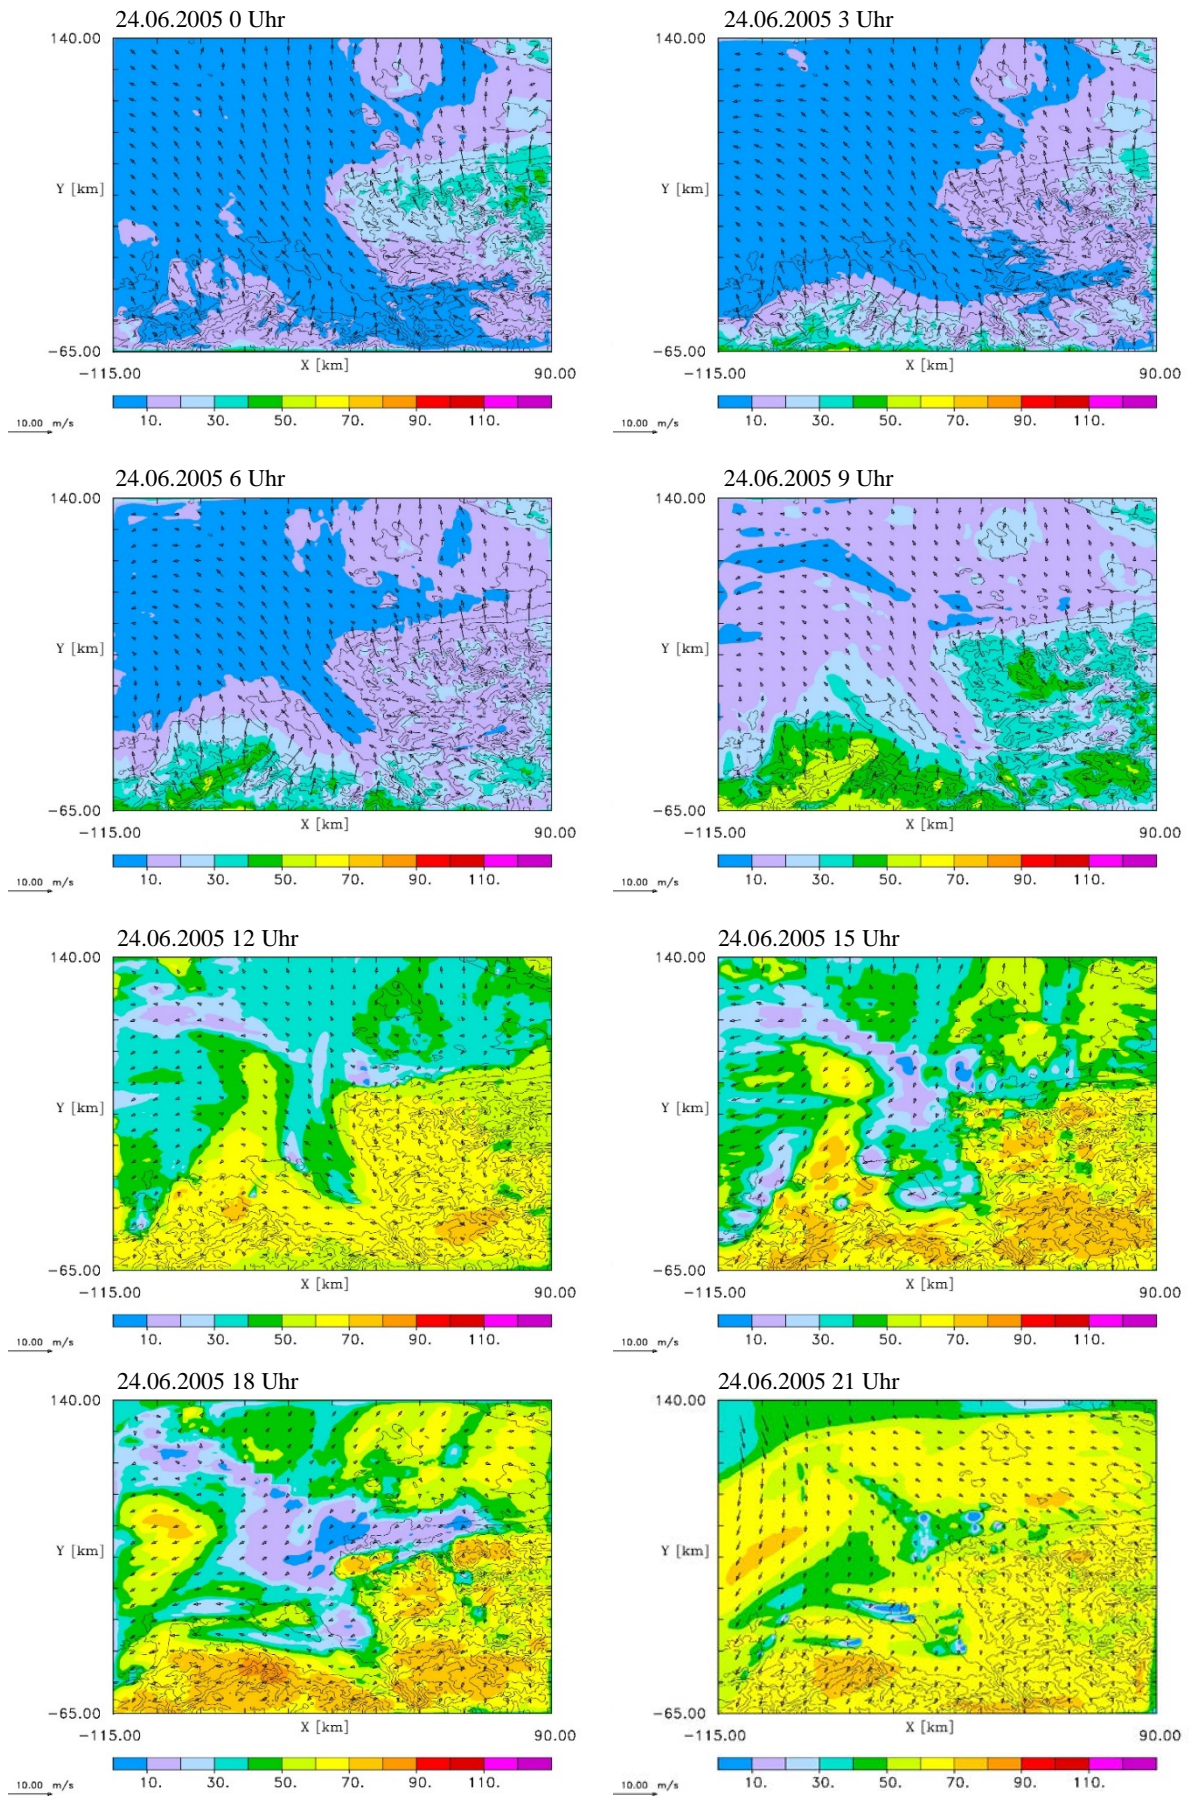 24.06.2005 0 Uhr
24.06.2005 3 Uhr
140.00
140.00
Y [km]
Y [km]
−65.00
−65.00
X [km]
X [km]
−115.00
90.00
−115.00
90.00
10.00 m/s
10. 30. 50. 70. 90. 110.
10.00 m/s
10. 30. 50. 70. 90. 110.
24.06.2005 6 Uhr
24.06.2005 9 Uhr
140.00
140.00
Y [km]
Y [km]
−65.00
−65.00
X [km]
X [km]
−115.00
90.00
−115.00
90.00
10.00 m/s
10. 30. 50. 70. 90. 110.
10.00 m/s
10. 30. 50. 70. 90. 110.
24.06.2005 12 Uhr
24.06.2005 15 Uhr
140.00
140.00
Y [km]
Y [km]
−65.00
−65.00
X [km]
X [km]
−115.00
90.00
−115.00
90.00
10.00 m/s
10. 30. 50. 70. 90. 110.
10.00 m/s
10. 30. 50. 70. 90. 110.
24.06.2005 18 Uhr
24.06.2005 21 Uhr
140.00
140.00
Y [km]
Y [km]
−65.00
−65.00
X [km]
X [km]
−115.00
90.00
−115.00
90.00
10.00 m/s
10. 30. 50. 70. 90. 110.
10.00 m/s
10. 30. 50. 70. 90. 110.